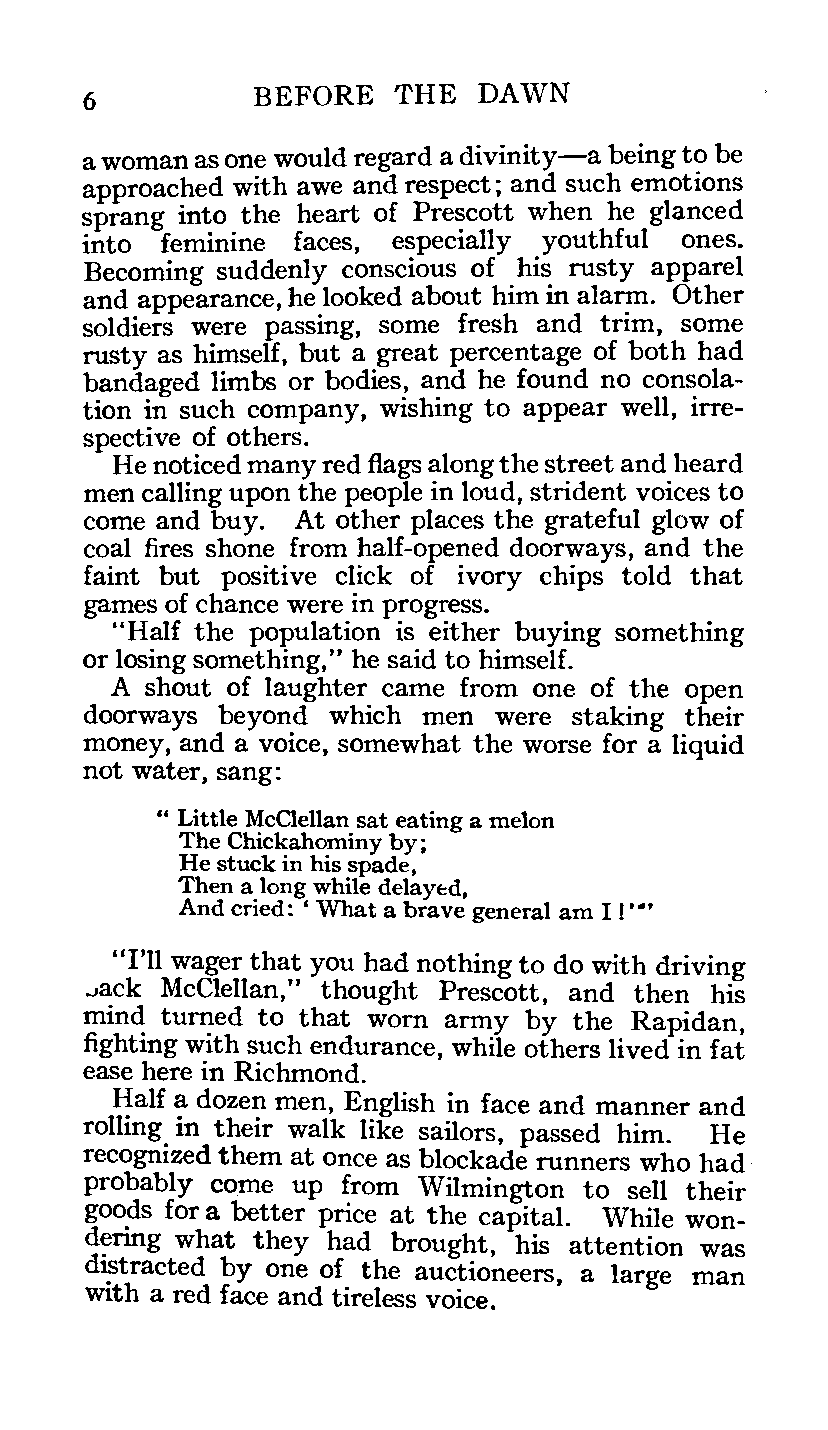 6 BEFORE THE DAWN
a woman as one would regard a divinity—a being to be
approached with awe and respect; and such emotions
sprang into the heart of Prescott when he glanced
into feminine faces, especially youthful ones.
Becoming suddenly conscious of his rusty apparel
and appearance, he looked about him in alarm. Other
soldiers were passing, some fresh and trim, some
rusty as himself, but a great percentage of both had
bandaged limbs or bodies, and he found no consola-
tion in such company, wishing to appear well, irre-
spective of others.
He noticed many red flags along the street and heard
men calling upon the people in loud, strident voices to
come and buy. At other places the grateful glow of
coal fires shone from half-opened doorways, and the
faint but positive click of ivory chips told that
games of chance were in progress.
"Half the population is either buying something
or losing something," he said to himself.
A shout of laughter came from one of the open
doorways beyond which men were staking their
money, and a voice, somewhat the worse for a liquid
not water, sang:
" Little McClellan sat eating a melon
The Chickahominy by;
He stuck in his spade,
Then a long while delayed,
And cried: ' What a brave general am I !'"
"I'll wager that you had nothing to do with driving
Jack McClellan," thought Prescott, and then his
mind turned to that worn army by the Rapidan,
fighting with such endurance, while others lived in fat
ease here in Richmond.
Half a dozen men, English in face and manner and
rolling in their walk like sailors, passed him. He
recognized them at once as blockade runners who had
probably come up from Wilmington to sell their
goods for a better price at the capital. While won-
dering what they had brought, his attention was
distracted by one of the auctioneers, a large man
with a red face and tireless voice.